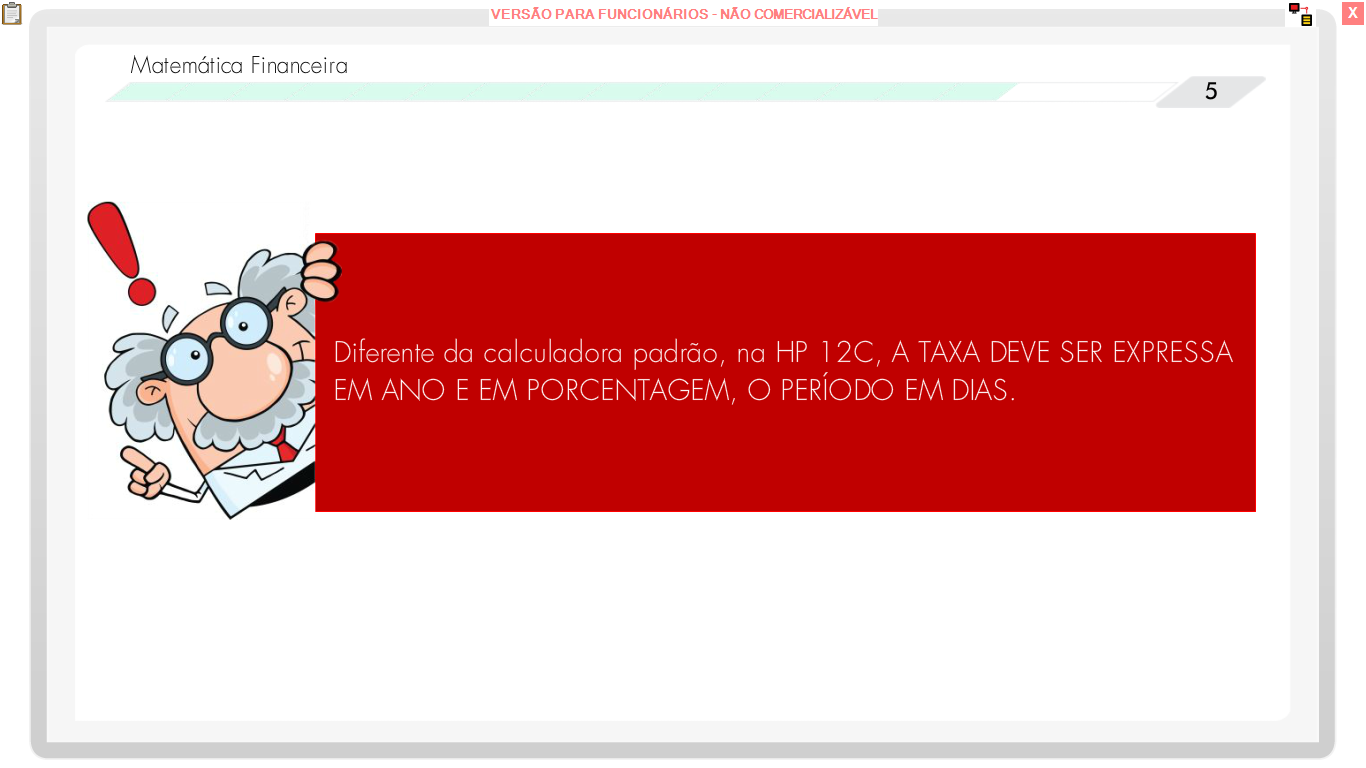 VERSÃO PARA FUNCIONÁRIOS - NÃO COMERCIALIZÁVEL
X
Matemática Financeira
5
Diferente da calculadora padrão, na HP 12C, A TAXA DEVE SER EXPRESSA
EM ANO E EM PORCENTAGEM, O PERÍODO EM DIAS.